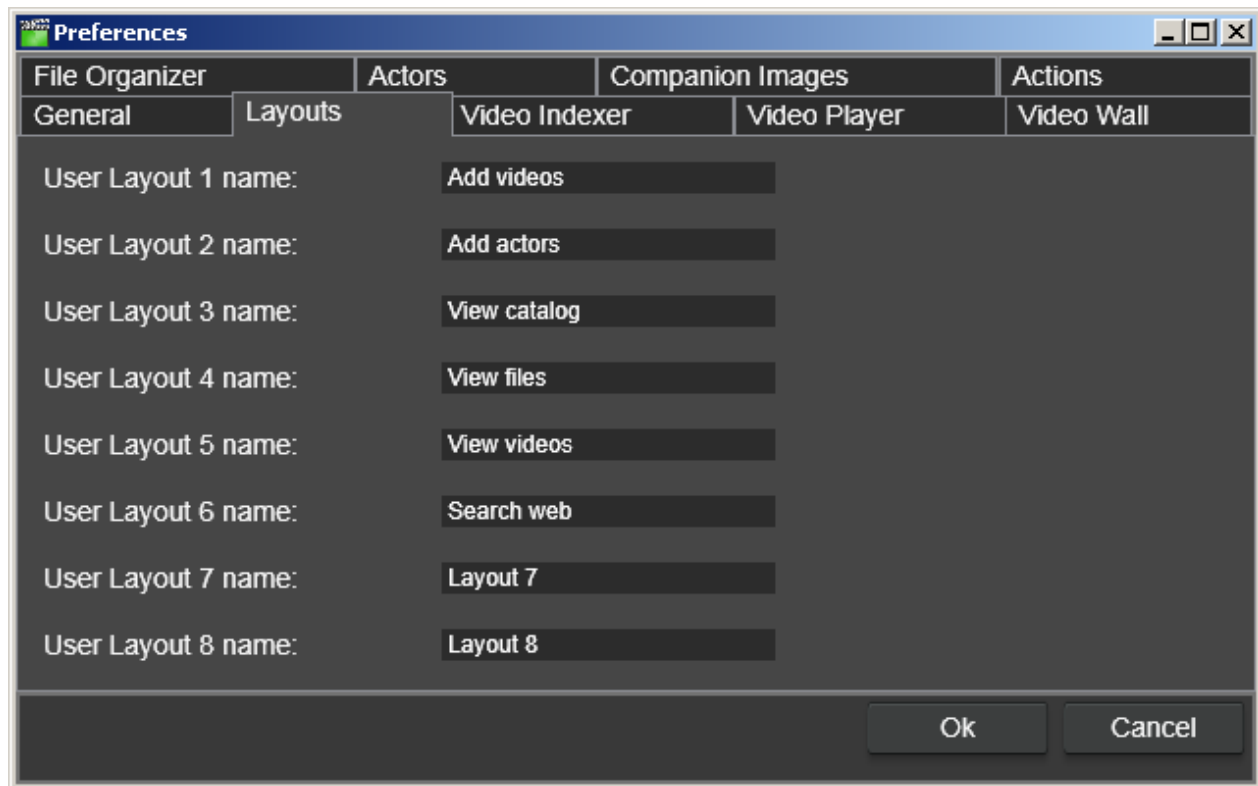 Preferences
File Organizer Actors Companion Images Actions
General Layouts Video Indexer Video Player Video Wall
User Layout 1 name: Add videos
User Layout 2 name: Add actors
User Layout 3 name: View catalog
User Layout 4 name: View files
User Layout 5 name: View videos
User Layout 6 name: Search web
User Layout 7 name: Layout 7
User Layout 8 name: Layout 8
Ok Cancel